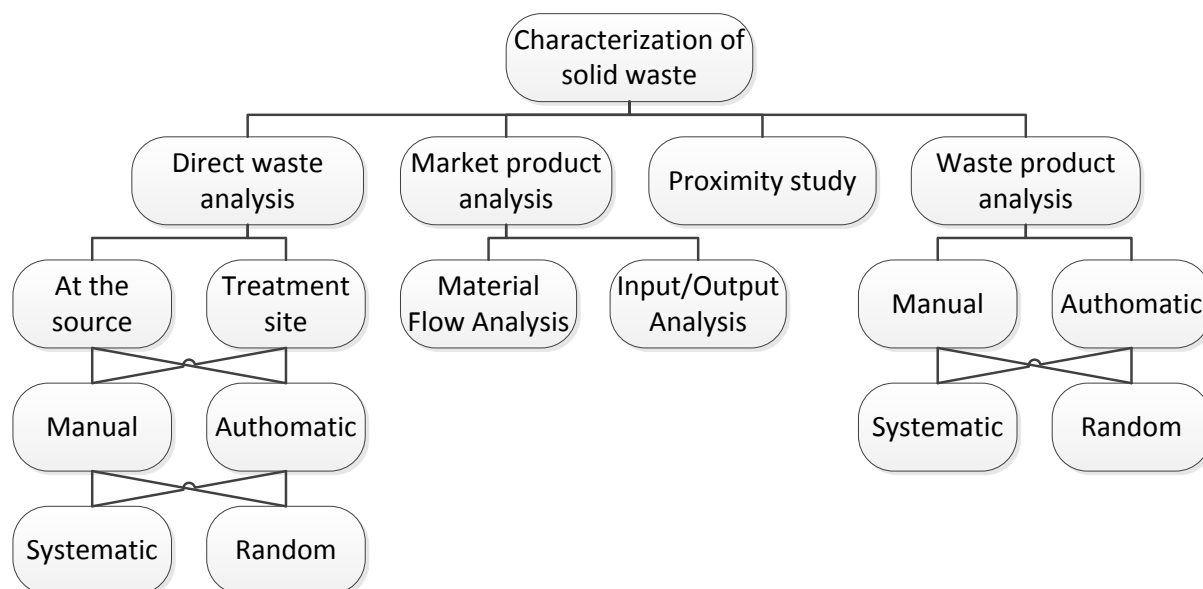 Characterization of
solid waste
Direct waste
analysis
Market product
analysis
Proximity study
Waste product
analysis
At the
source
Treatment
site
Material
Flow Analysis
Input/Output
Analysis
Manual
Authomatic
Manual
Authomatic
Systematic
Random
Systematic
Random